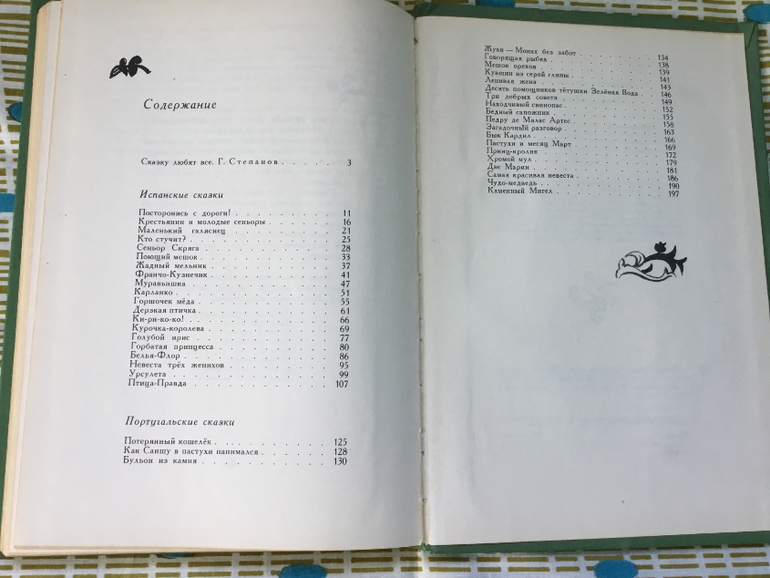 Содержание
Сказку любят все. Г. Степанов . . . . . 3
Испанские сказки
Посторонись с дороги! . . . . . . . . 11
Крестьянин и молодые сеньоры . . . . . . 16
Маленький галисиец . . . . . . . . 21
Кто стучит? . . . . . . . . . . 25
Сеньор Скряга . . . . . . . . . 28
Поющий мешок . . . . . . . . . 33
Жадный мельник . . . . . . . . . 37
Франчо-Кузнечик . . . . . . . . . 41
Муравьишка . . . . . . . . . . 47
Карланко . . . . . . . . . . . 51
Горшочек мёда . . . . . . . . . 55
Дерзкая птичка . . . . . . . . . 61
Ки-ри-ко-ко! . . . . . . . . . . 66
Курочка-королева . . . . . . . . . 69
Голубой ирис . . . . . . . . . . 77
Горбатая принцесса . . . . . . . . 80
Белья-Флор . . . . . . . . . . 86
Невеста трёх женихов . . . . . . . . 95
Урсулета . . . . . . . . . . . 99
Птица-Правда . . . . . . . . . . 107
Португальские сказки
Потерянный кошелёк . . . . . . . . 125
Как Саншу в пастухи нанимался . . . . . . 128
Бульон из камня . . . . . . . . . 130
Жуан — Монах без забот . . . . . . . 134
Говорящая рыбка . . . . . . . . . 138
Мешок орехов . . . . . . . . . . 139
Кувшин из серой глины . . . . . . . . 141
Ленивая жена . . . . . . . . . . 143
Десять помощников тётушки Зелёная Вода . . . 146
Три добрых совета . . . . . . . . . 149
Находчивый свинопас . . . . . . . . 152
Бедный сапожник . . . . . . . . . 155
Педру де Малас Артес . . . . . . . . 158
Загадочный разговор . . . . . . . . 163
Бык Кардил . . . . . . . . . . 166
Пастухи и месяц Март . . . . . . . . 169
Принц-кролик . . . . . . . . . . 172
Хромой мул . . . . . . . . . . 179
Две Марии . . . . . . . . . . 181
Самая красивая невеста . . . . . . . . 186
Чудо-медведь . . . . . . . . . . 190
Каменный Мигел . . . . . . . . . 197